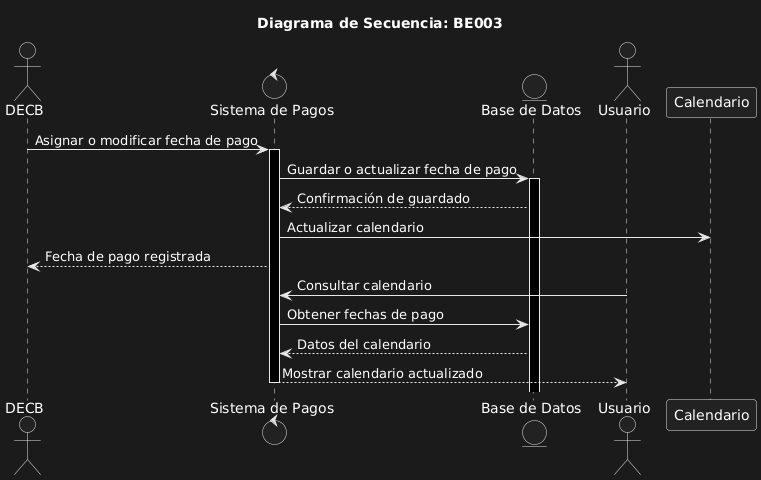 Diagrama de Secuencia: BE003
DECB
Sistema de Pagos
Base de Datos
Usuario
Calendario
Asignar o modificar fecha de pago
Guardar o actualizar fecha de pago
Confirmación de guardado
Actualizar calendario
Fecha de pago registrada
Consultar calendario
Obtener fechas de pago
Datos del calendario
Mostrar calendario actualizado
DECB
Sistema de Pagos
Base de Datos
Usuario
Calendario